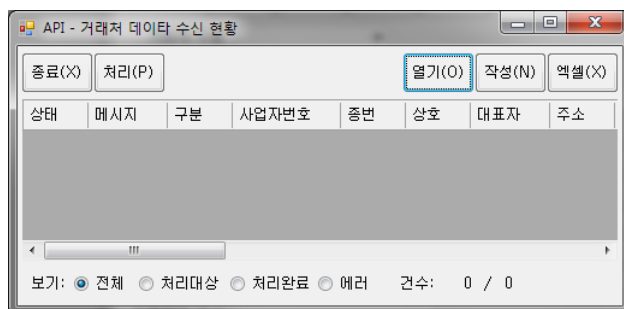 API - 거래처 데이타 수신 현황
종료(X) 처리(P) 열기(O) 작성(N) 엑셀(X)
상태 메시지 구분 사업자번호 종번 상호 대표자 주소
보기: 전체 처리대상 처리완료 에러 건수: 0 / 0